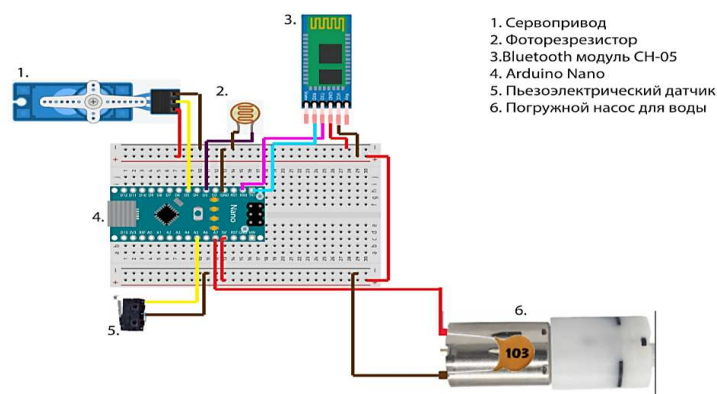 1. Сервопривод
2. Фоторезрезистор
3.Bluetooth модуль CH-05
4. Arduino Nano
5. Пьезоэлектрический датчик
6. Погружной насос для воды
3.
1.
2.
4.
Nano
5.
6.
103